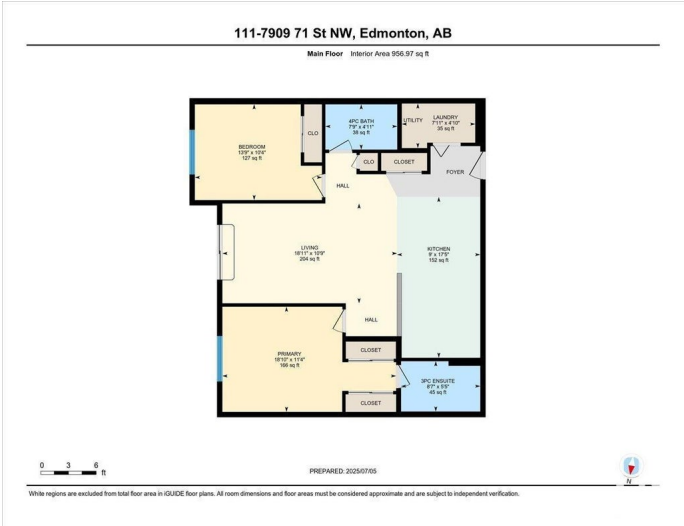 111-7909 71 St NW, Edmonton, AB
Main Floor Interior Area 956.97 sq ft
BEDROOM
13'9" x 10'4"
127 sq ft
CLO
4PC BATH
7'9" x 4'11"
38 sq ft
UTILITY
LAUNDRY
7'11" x 4'10"
35 sq ft
CLO
CLOSET
FOYER
HALL
LIVING
18'11" x 10'9"
204 sq ft
KITCHEN
9' x 17'5"
152 sq ft
HALL
PRIMARY
18'10" x 11'4"
166 sq ft
CLOSET
CLOSET
3PC ENSUITE
8'7" x 5'5"
45 sq ft
0 3 6
ft
PREPARED: 2025/07/05
N
White regions are excluded from total floor area in iGUIDE floor plans. All room dimensions and floor areas must be considered approximate and are subject to independent verification.